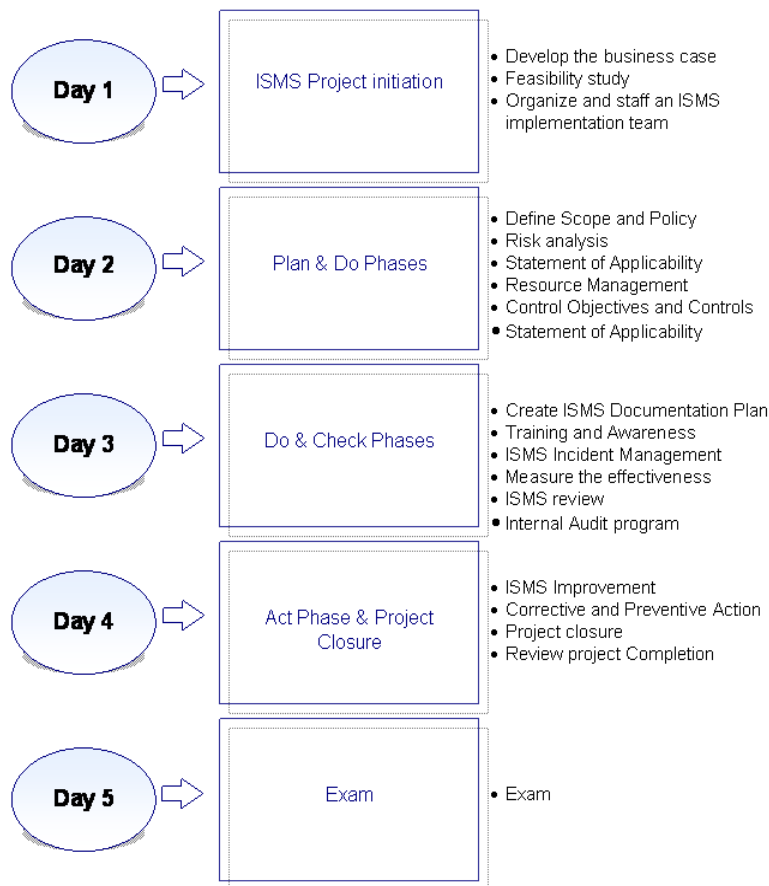 Day 1
ISMS Project initiation
• Develop the business case
• Feasibility study
• Organize and staff an ISMS
implementation team
Day 2
Plan & Do Phases
• Define Scope and Policy
• Risk analysis
• Statement of Applicability
• Resource Management
• Control Objectives and Controls
• Statement of Applicability
Day 3
Do & Check Phases
• Create ISMS Documentation Plan
• Training and Awareness
• ISMS Incident Management
• Measure the effectiveness
• ISMS review
• Internal Audit program
Day 4
Act Phase & Project
Closure
• ISMS Improvement
• Corrective and Preventive Action
• Project closure
• Review project Completion
Day 5
Exam
• Exam